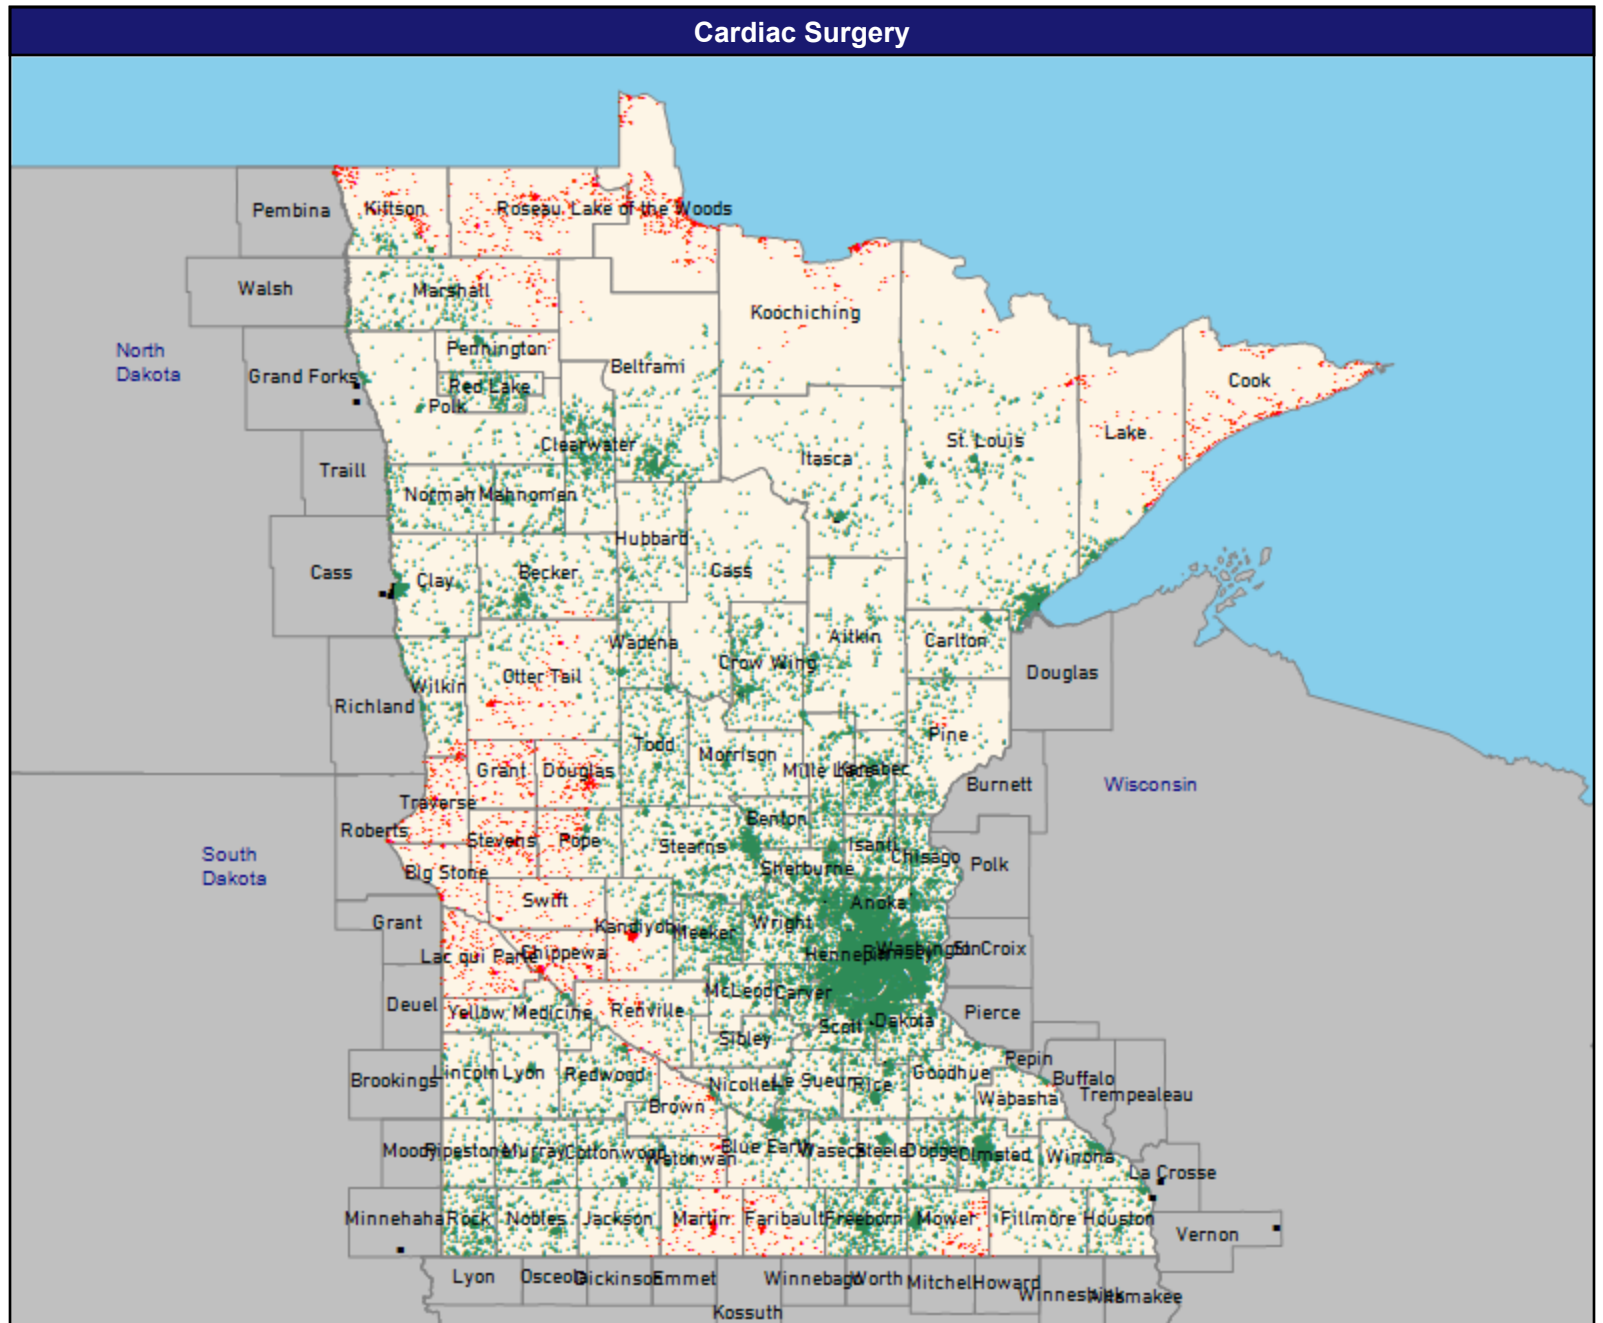 Cardiac Surgery
Pembina
Kittson
Roseau
Lake of the Woods
Walsh
Marshall
Koochiching
North
Dakota
Pennington
Beltrami
Grand Forks
Red Lake
Cook
Polk
Clearwater
St. Louis
Lake
Itasca
Traill
Norman
Mahnomen
Hubbard
Cass
Clay
Becker
Cass
Wadena
Aitkin
Carlton
Crow Wing
Douglas
Otter Tail
Wilkin
Richland
Pine
Todd
Morrison
Grant
Douglas
Mille Lacs
Kanabec
Burnett
Wisconsin
Traverse
Roberts
Benton
Stevens
Pope
Stearns
Isanti
Chisago
South
Dakota
Big Stone
Sherburne
Polk
Swift
Anoka
Grant
Kandiyohi
Meeker
Wright
Lac qui Parle
Chippewa
Hennepin
Ramsey
Washington
St. Croix
Deuel
Yellow Medicine
Renville
McLeod
Carver
Pierce
Scott
Dakota
Sibley
Pepin
Brookings
Lincoln
Lyon
Redwood
Nicollet
Le Sueur
Rice
Goodhue
Buffalo
Wabasha
Trempealeau
Brown
Moody
Pipestone
Murray
Cottonwood
Watonwan
Blue Earth
Waseca
Steele
Dodge
Olmsted
Winona
La Crosse
Minnehaha
Rock
Nobles
Jackson
Martin
Faribault
Freeborn
Mower
Fillmore
Houston
Vernon
Lyon
Osceola
Dickinson
Emmet
Winnebago
Worth
Mitchell
Howard
Winneshiek
Allamakee
Kossuth